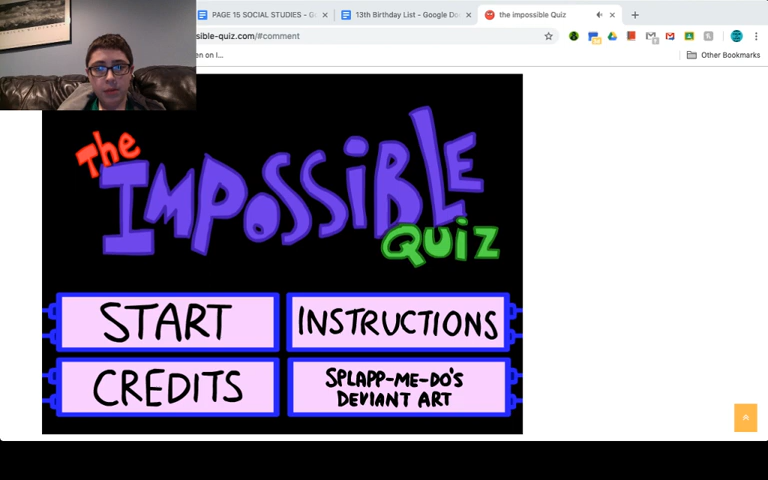 PAGE 15 SOCIAL STUDIES - G
13th Birthday List - Google Do
the impossible Quiz
sible-quiz.com/#comment
en on I...
Other Bookmarks
The
IMPOSSiBLE
QUiZ
START
INSTRUCTIONS
CREDITS
SPLAPP-ME-DO'S
DEVIANT ART